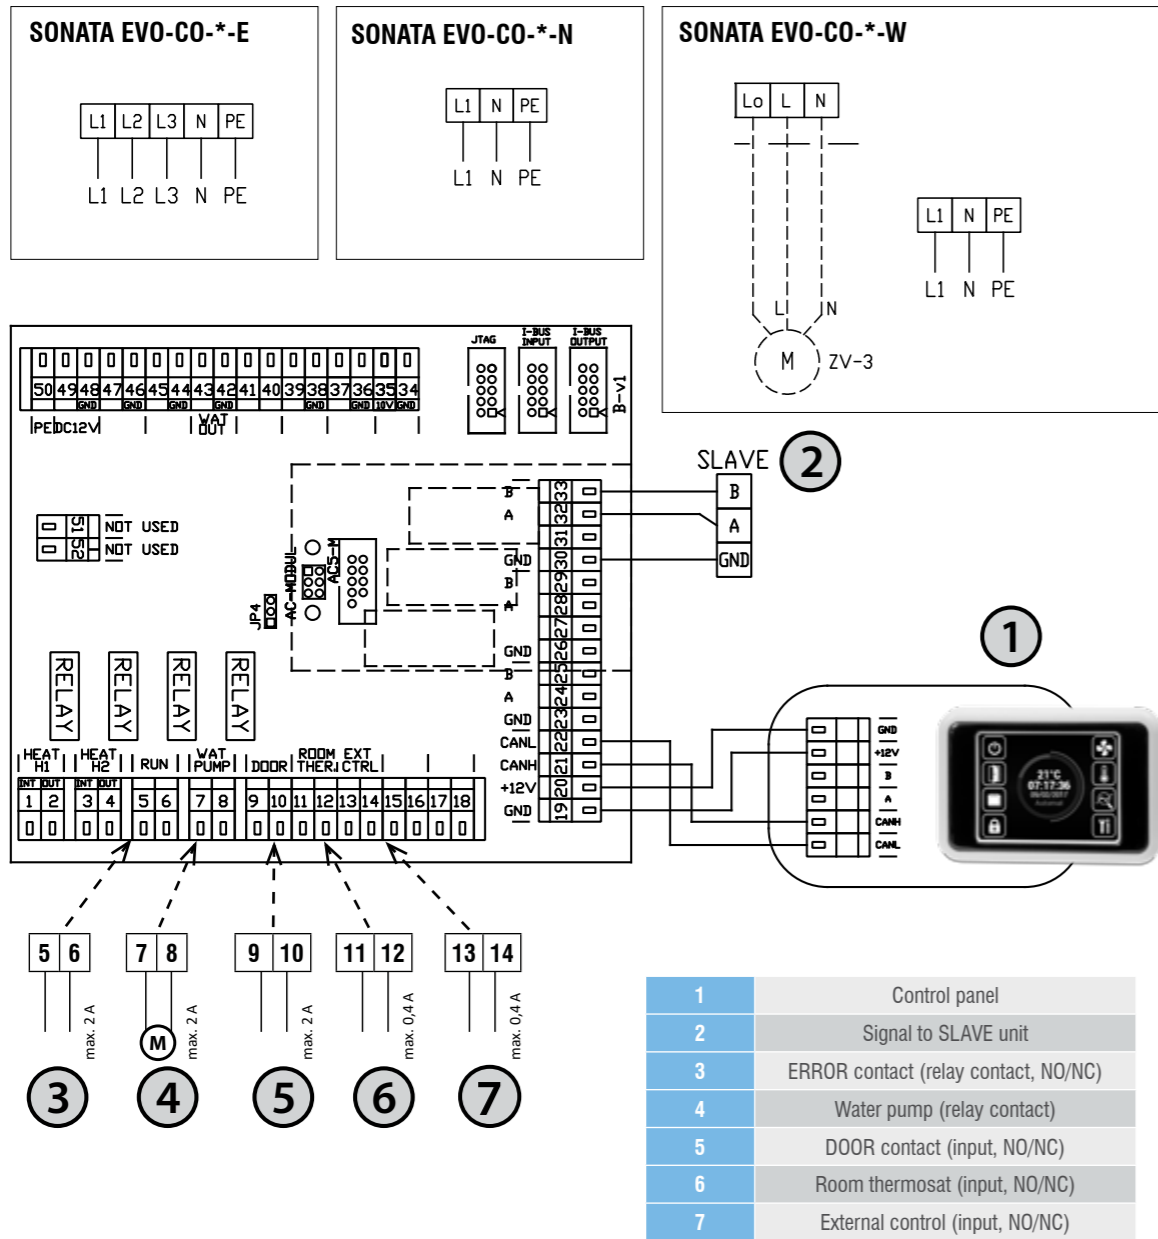 SONATA EVO-CO-*-E
L1 L2 L3 N PE
L1 L2 L3 N PE
SONATA EVO-CO-*-N
L1 N PE
L1 N PE
SONATA EVO-CO-*-W
Lo L N
L N
M ZV-3
L1 N PE
L1 N PE
50 49 48 47 46 45 44 43 42 41 40 39 38 37 36 35 34
GND GND GND GND GND GND 10V GND
PE DC12V WAT OUT
JTAG
I-BUS INPUT
I-BUS OUTPUT
B-v1
51 NOT USED
52 NOT USED
JP4
AC-MODUL
AC5-M
RELAY RELAY RELAY RELAY
B 33
A 32
31
GND 30
B 29
A 28
27
GND 26
B 25
A 24
GND 23
CANL 22
CANH 21
+12V 20
GND 19
SLAVE 2
B
A
GND
1
GND
+12V
B
A
CANH
CANL
21°C
07:17:36
HEAT H1 HEAT H2 RUN WAT PUMP DOOR ROOM THER. EXT CTRL
INT OUT INT OUT
1 2 3 4 5 6 7 8 9 10 11 12 13 14 15 16 17 18
5 6 max. 2 A
7 8 M max. 2 A
9 10 max. 2 A
11 12 max. 0,4 A
13 14 max. 0,4 A
3 4 5 6 7
1 Control panel
2 Signal to SLAVE unit
3 ERROR contact (relay contact, NO/NC)
4 Water pump (relay contact)
5 DOOR contact (input, NO/NC)
6 Room thermosat (input, NO/NC)
7 External control (input, NO/NC)